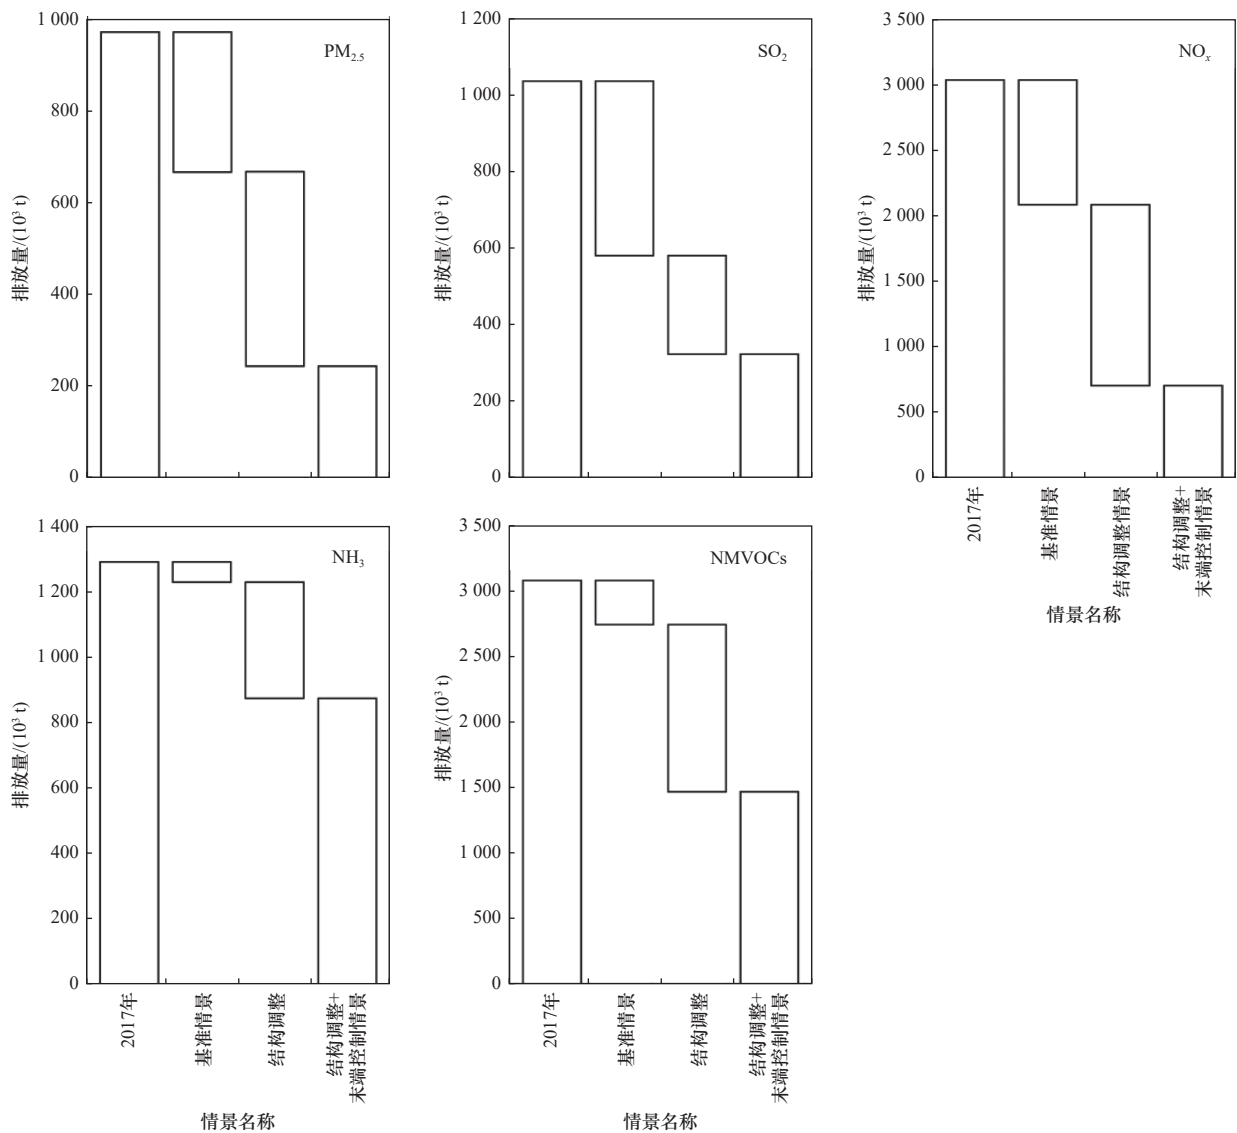 PM2.5
1 000
800
600
400
200
0
排放量/(10³ t)
SO2
1 200
1 000
800
600
400
200
0
排放量/(10³ t)
NOx
3 500
3 000
2 500
2 000
1 500
1 000
500
0
排放量/(10³ t)
2017年
基准情景
结构调整情景
结构调整+
末端控制情景
情景名称
NH3
1 400
1 200
1 000
800
600
400
200
0
排放量/(10³ t)
2017年
基准情景
结构调整
结构调整+
末端控制情景
情景名称
NMVOCs
3 500
3 000
2 500
2 000
1 500
1 000
500
0
排放量/(10³ t)
2017年
基准情景
结构调整
结构调整+
末端控制情景
情景名称